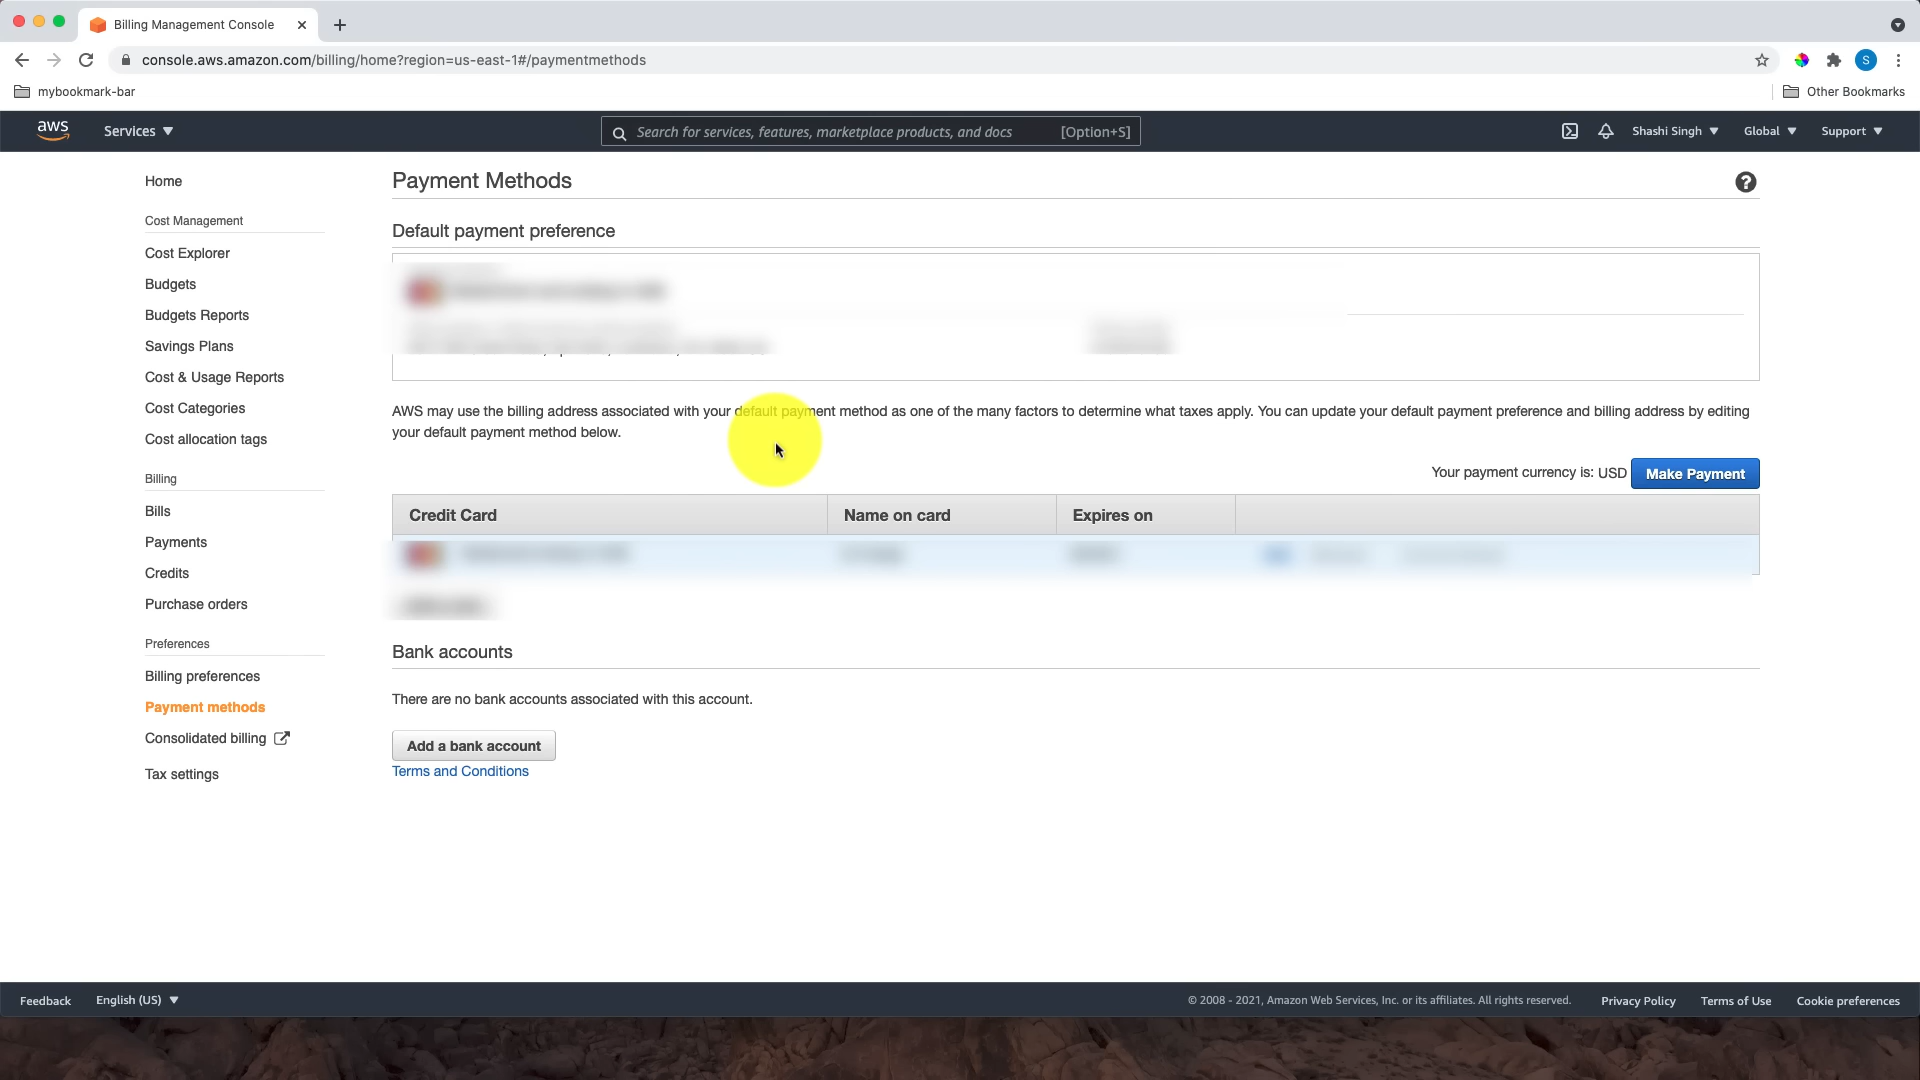 Billing Management Console
console.aws.amazon.com/billing/home?region=us-east-1#/paymentmethods
S
mybookmark-bar
Other Bookmarks
aws
Services
Search for services, features, marketplace products, and docs [Option+S]
Shashi Singh
Global
Support
Home
Cost Management
Cost Explorer
Budgets
Budgets Reports
Savings Plans
Cost & Usage Reports
Cost Categories
Cost allocation tags
Billing
Bills
Payments
Credits
Purchase orders
Preferences
Billing preferences
Payment methods
Consolidated billing
Tax settings
Payment Methods
?
Default payment preference
AWS may use the billing address associated with your default payment method as one of the many factors to determine what taxes apply. You can update your default payment preference and billing address by editing
your default payment method below.
Your payment currency is: USD
Make Payment
Credit Card
Name on card
Expires on
Bank accounts
There are no bank accounts associated with this account.
Add a bank account
Terms and Conditions
Feedback
English (US)
© 2008 - 2021, Amazon Web Services, Inc. or its affiliates. All rights reserved.
Privacy Policy
Terms of Use
Cookie preferences